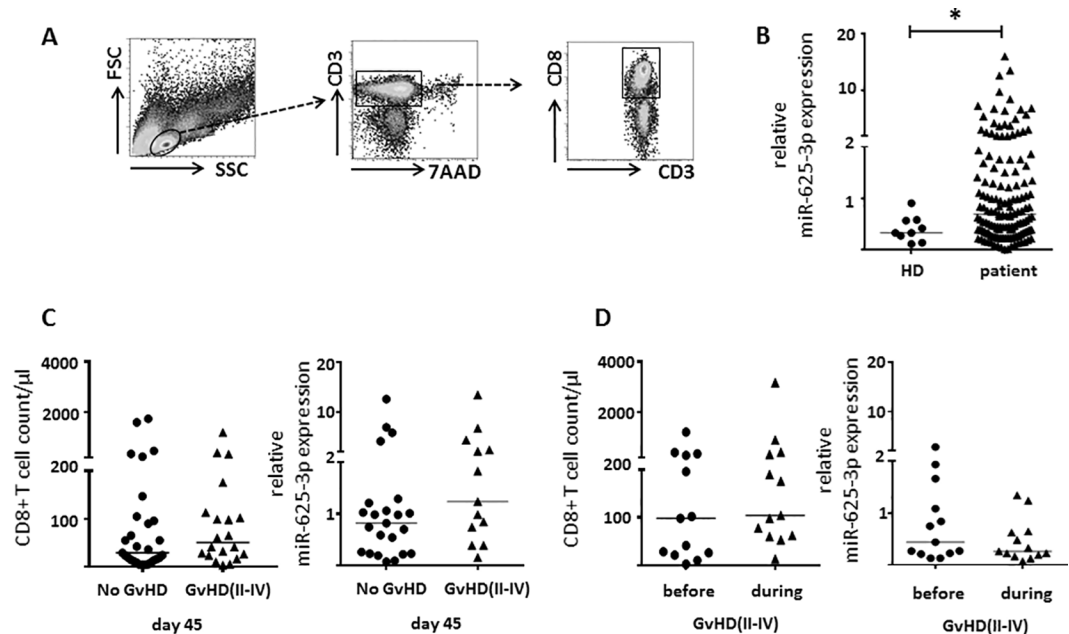 A
FSC
SSC
CD3
7AAD
CD8
CD3
B
*
relative
miR-625-3p expression
20
10
2
1
HD
patient
C
CD8+ T cell count/µl
4000
2000
200
100
No GvHD
GvHD(II-IV)
day 45
relative
miR-625-3p expression
20
10
2
1
No GvHD
GvHD(II-IV)
day 45
D
CD8+ T cell count/µl
4000
2000
200
100
before
during
GvHD(II-IV)
relative
miR-625-3p expression
20
10
2
1
before
during
GvHD(II-IV)